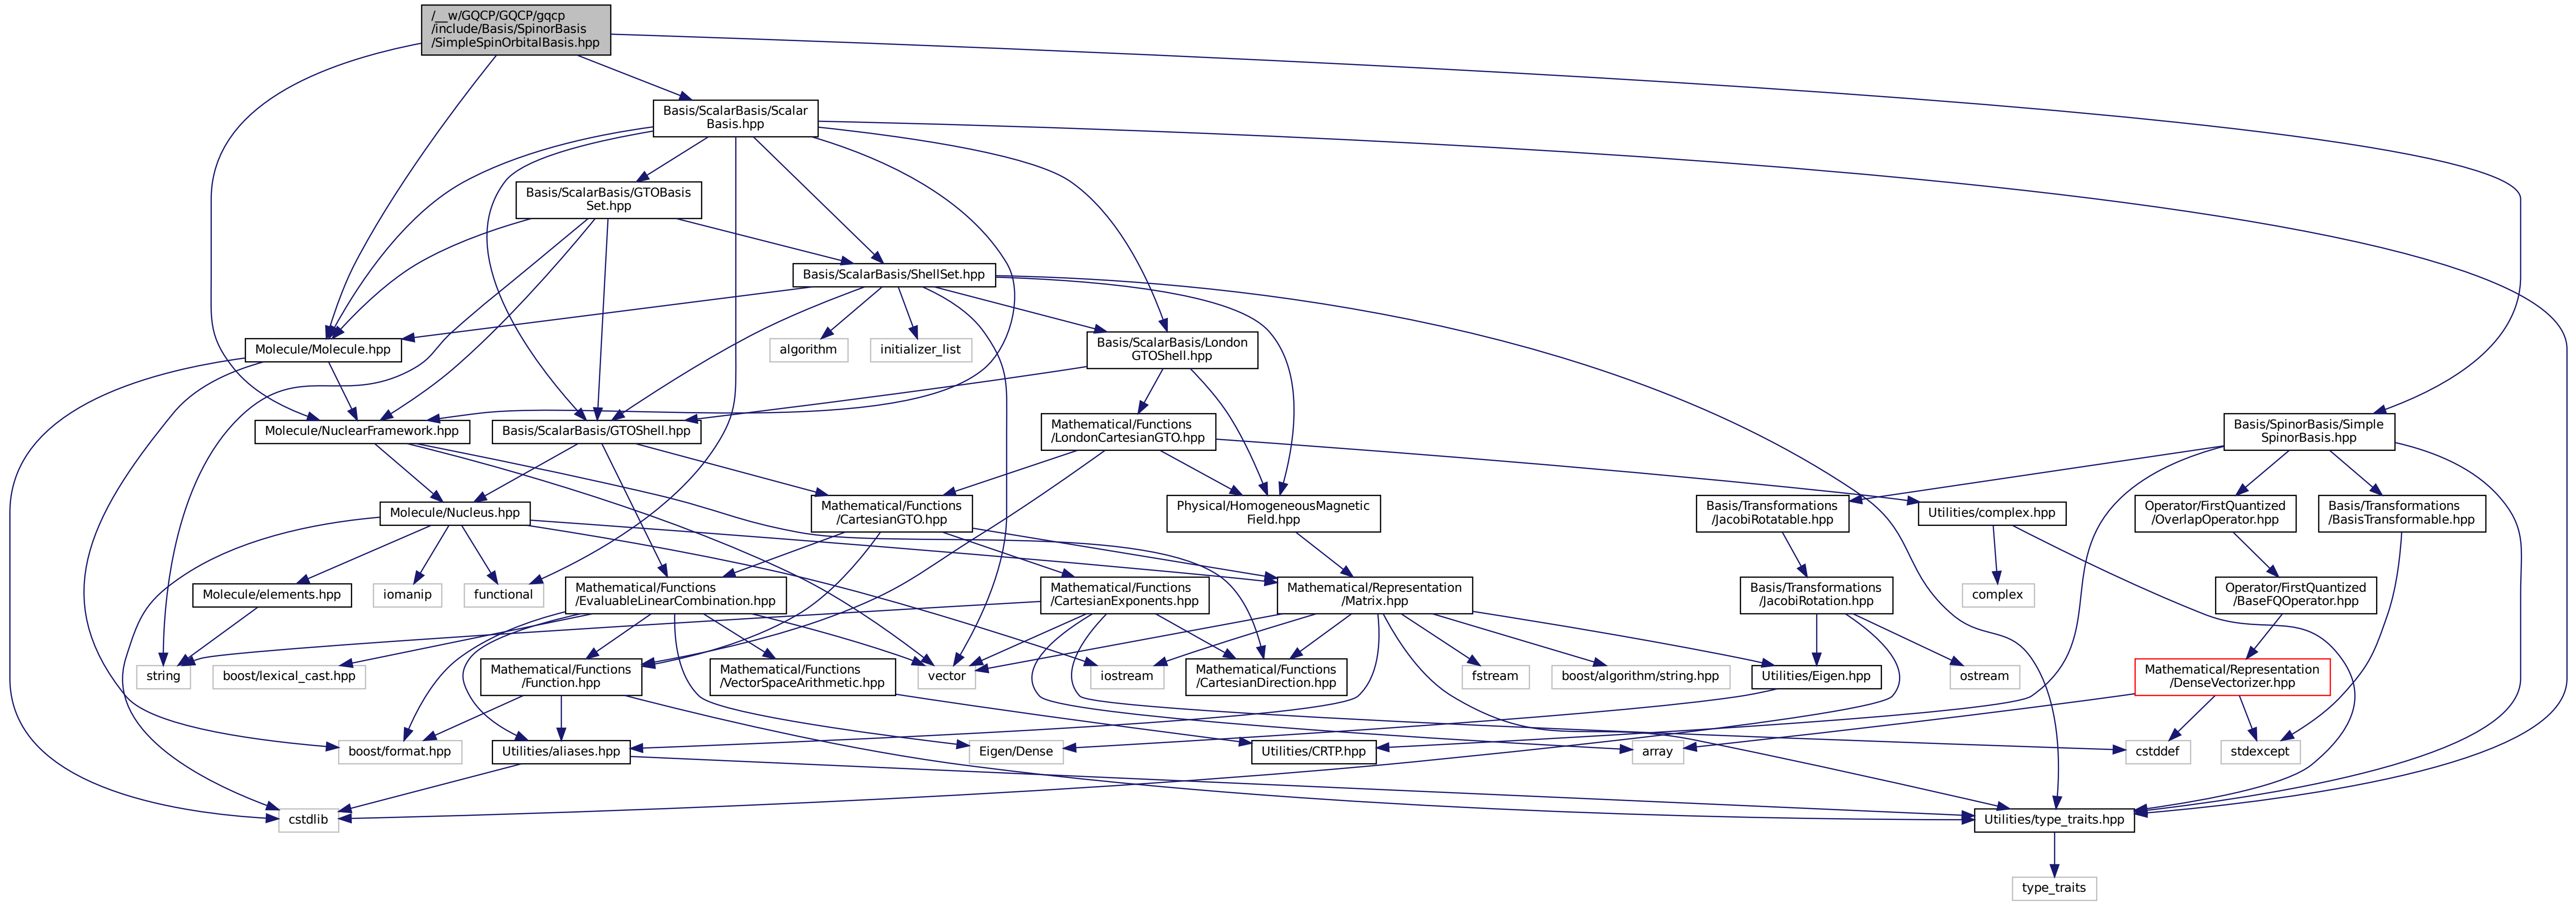 /__w/GQCP/GQCP/gqcp
/include/Basis/SpinorBasis
/SimpleSpinOrbitalBasis.hpp
Basis/ScalarBasis/Scalar
Basis.hpp
Basis/ScalarBasis/GTOBasis
Set.hpp
Basis/ScalarBasis/ShellSet.hpp
Molecule/Molecule.hpp
algorithm
initializer_list
Basis/ScalarBasis/London
GTOShell.hpp
Molecule/NuclearFramework.hpp
Basis/ScalarBasis/GTOShell.hpp
Mathematical/Functions
/LondonCartesianGTO.hpp
Basis/SpinorBasis/Simple
SpinorBasis.hpp
Molecule/Nucleus.hpp
Mathematical/Functions
/CartesianGTO.hpp
Physical/HomogeneousMagnetic
Field.hpp
Basis/Transformations
/JacobiRotatable.hpp
Utilities/complex.hpp
Operator/FirstQuantized
/OverlapOperator.hpp
Basis/Transformations
/BasisTransformable.hpp
Molecule/elements.hpp
iomanip
functional
Mathematical/Functions
/EvaluableLinearCombination.hpp
Mathematical/Functions
/CartesianExponents.hpp
Mathematical/Representation
/Matrix.hpp
Basis/Transformations
/JacobiRotation.hpp
complex
Operator/FirstQuantized
/BaseFQOperator.hpp
string
boost/lexical_cast.hpp
Mathematical/Functions
/Function.hpp
Mathematical/Functions
/VectorSpaceArithmetic.hpp
vector
iostream
Mathematical/Functions
/CartesianDirection.hpp
fstream
boost/algorithm/string.hpp
Utilities/Eigen.hpp
ostream
Mathematical/Representation
/DenseVectorizer.hpp
boost/format.hpp
Utilities/aliases.hpp
Eigen/Dense
Utilities/CRTP.hpp
array
cstddef
stdexcept
cstdlib
Utilities/type_traits.hpp
type_traits